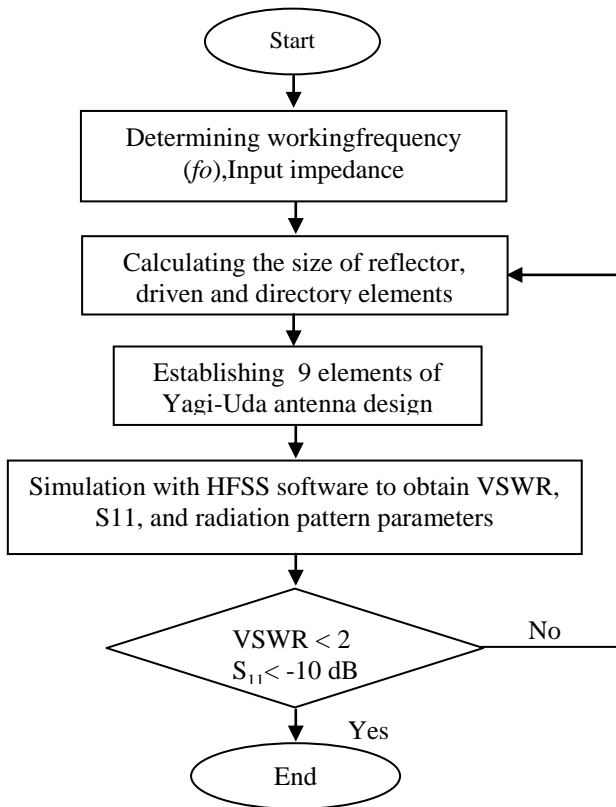 Start
Determining workingfrequency
(fo),Input impedance
Calculating the size of reflector,
driven and directory elements
Establishing 9 elements of
Yagi-Uda antenna design
Simulation with HFSS software to obtain VSWR,
S11, and radiation pattern parameters
VSWR < 2
S₁₁< -10 dB
No
Yes
End